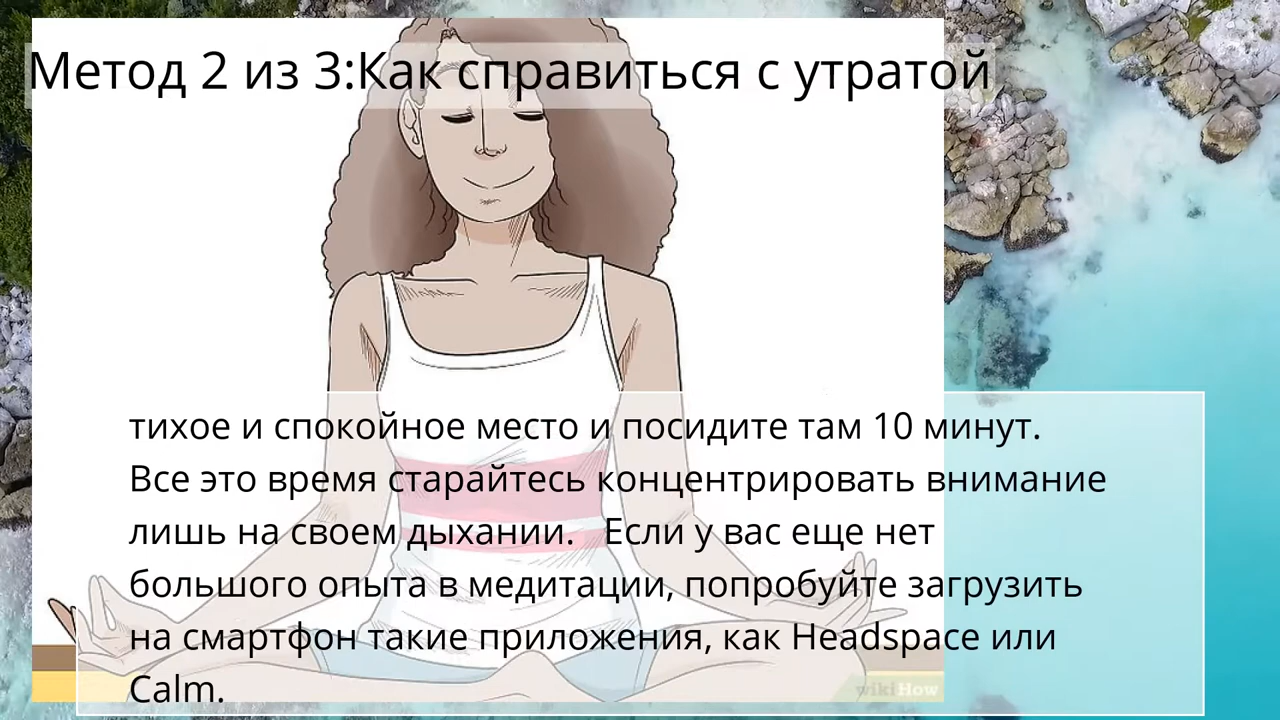 Метод 2 из 3:Как справиться с утратой
тихое и спокойное место и посидите там 10 минут.
Все это время старайтесь концентрировать внимание
лишь на своем дыхании.   Если у вас еще нет
большого опыта в медитации, попробуйте загрузить
на смартфон такие приложения, как Headspace или
Calm.
wikiHow